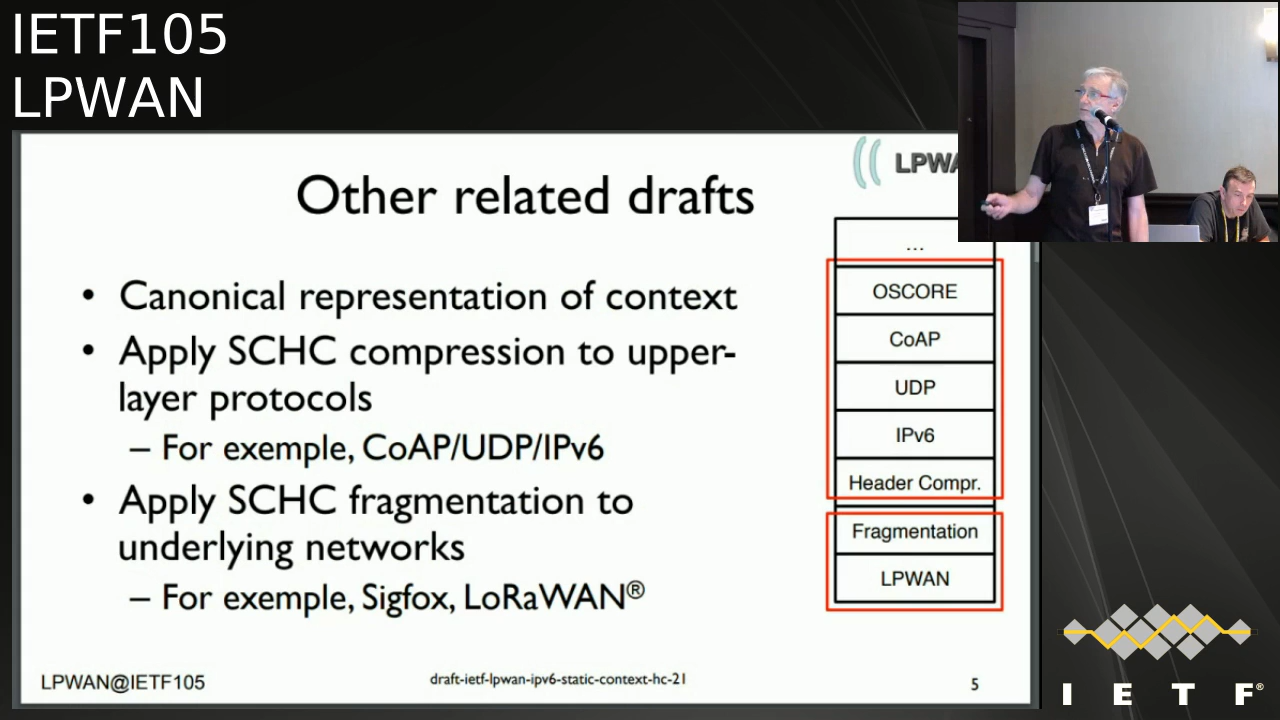 IETF105
LPWAN
Other related drafts
• Canonical representation of context
• Apply SCHC compression to upper-
layer protocols
– For exemple, CoAP/UDP/IPv6
• Apply SCHC fragmentation to
underlying networks
– For exemple, Sigfox, LoRaWAN®
...
OSCORE
CoAP
UDP
IPv6
Header Compr.
Fragmentation
LPWAN
LPWAN@IETF105
draft-ietf-lpwan-ipv6-static-context-hc-21
5
I E T F®